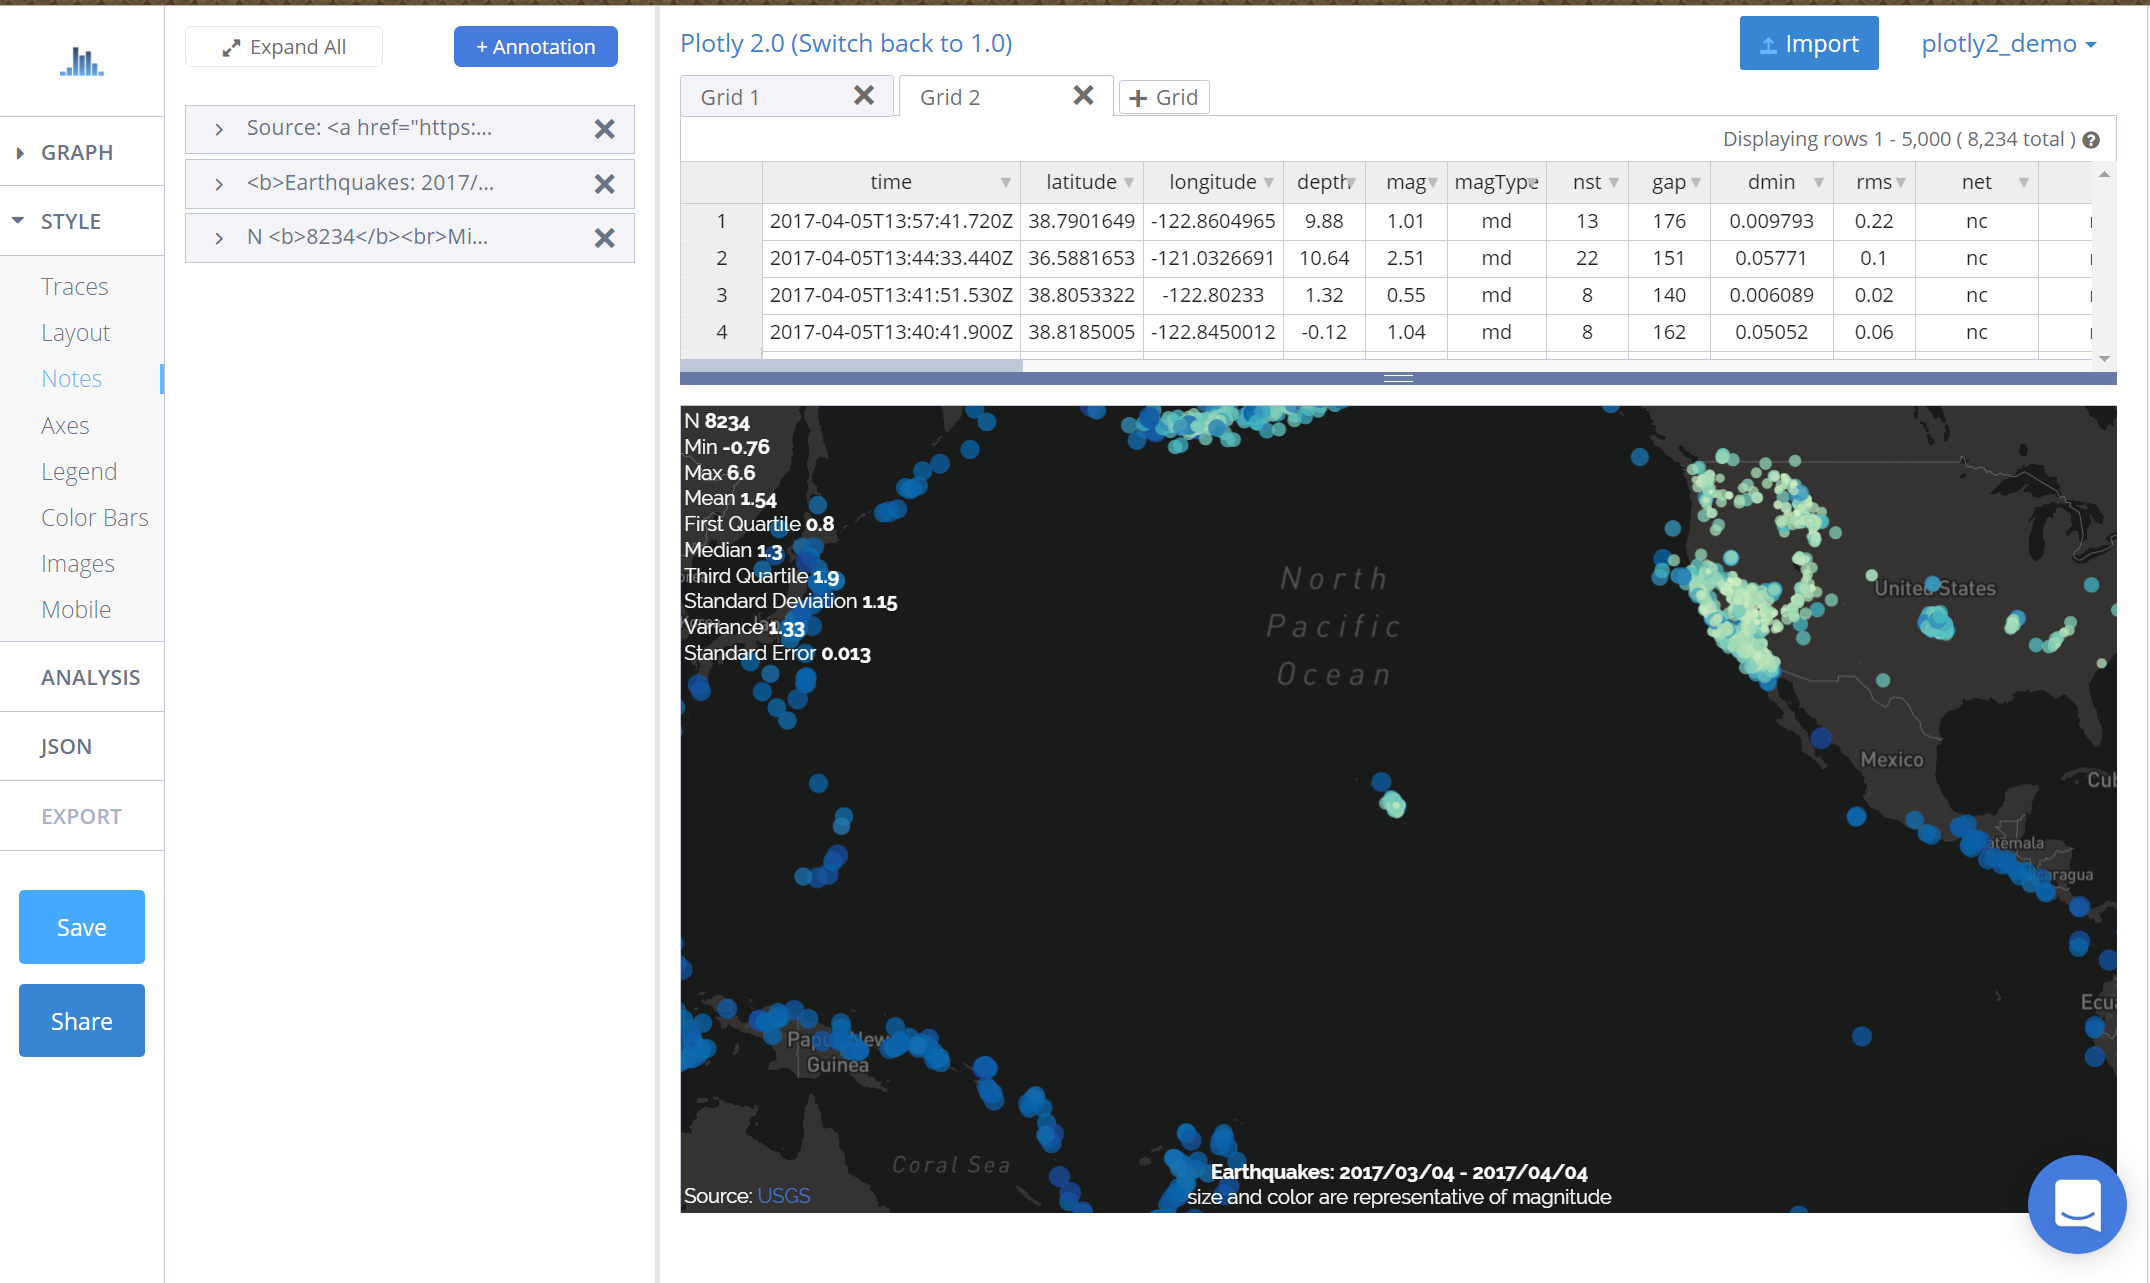 Expand All
+ Annotation
Plotly 2.0 (Switch back to 1.0)
Import
plotly2_demo
Grid 1
Grid 2
+ Grid
Displaying rows 1 - 5,000 ( 8,234 total )
GRAPH
STYLE
Traces
Layout
Notes
Axes
Legend
Color Bars
Images
Mobile
ANALYSIS
JSON
EXPORT
Save
Share
Source: <a href="https:...
<b>Earthquakes: 2017/...
N <b>8234</b><br>Mi...
time latitude longitude depth mag magType nst gap dmin rms net
1 2017-04-05T13:57:41.720Z 38.7901649 -122.8604965 9.88 1.01 md 13 176 0.009793 0.22 nc
2 2017-04-05T13:44:33.440Z 36.5881653 -121.0326691 10.64 2.51 md 22 151 0.05771 0.1 nc
3 2017-04-05T13:41:51.530Z 38.8053322 -122.80233 1.32 0.55 md 8 140 0.006089 0.02 nc
4 2017-04-05T13:40:41.900Z 38.8185005 -122.8450012 -0.12 1.04 md 8 162 0.05052 0.06 nc
N 8234
Min -0.76
Max 6.6
Mean 1.54
First Quartile 0.8
Median 1.3
Third Quartile 1.9
Standard Deviation 1.15
Variance 1.33
Standard Error 0.013
North
Pacific
Ocean
United States
Mexico
Cub
atemala
caragua
Ecu
Papu New
Guinea
Coral Sea
Earthquakes: 2017/03/04 - 2017/04/04
size and color are representative of magnitude
Source: USGS